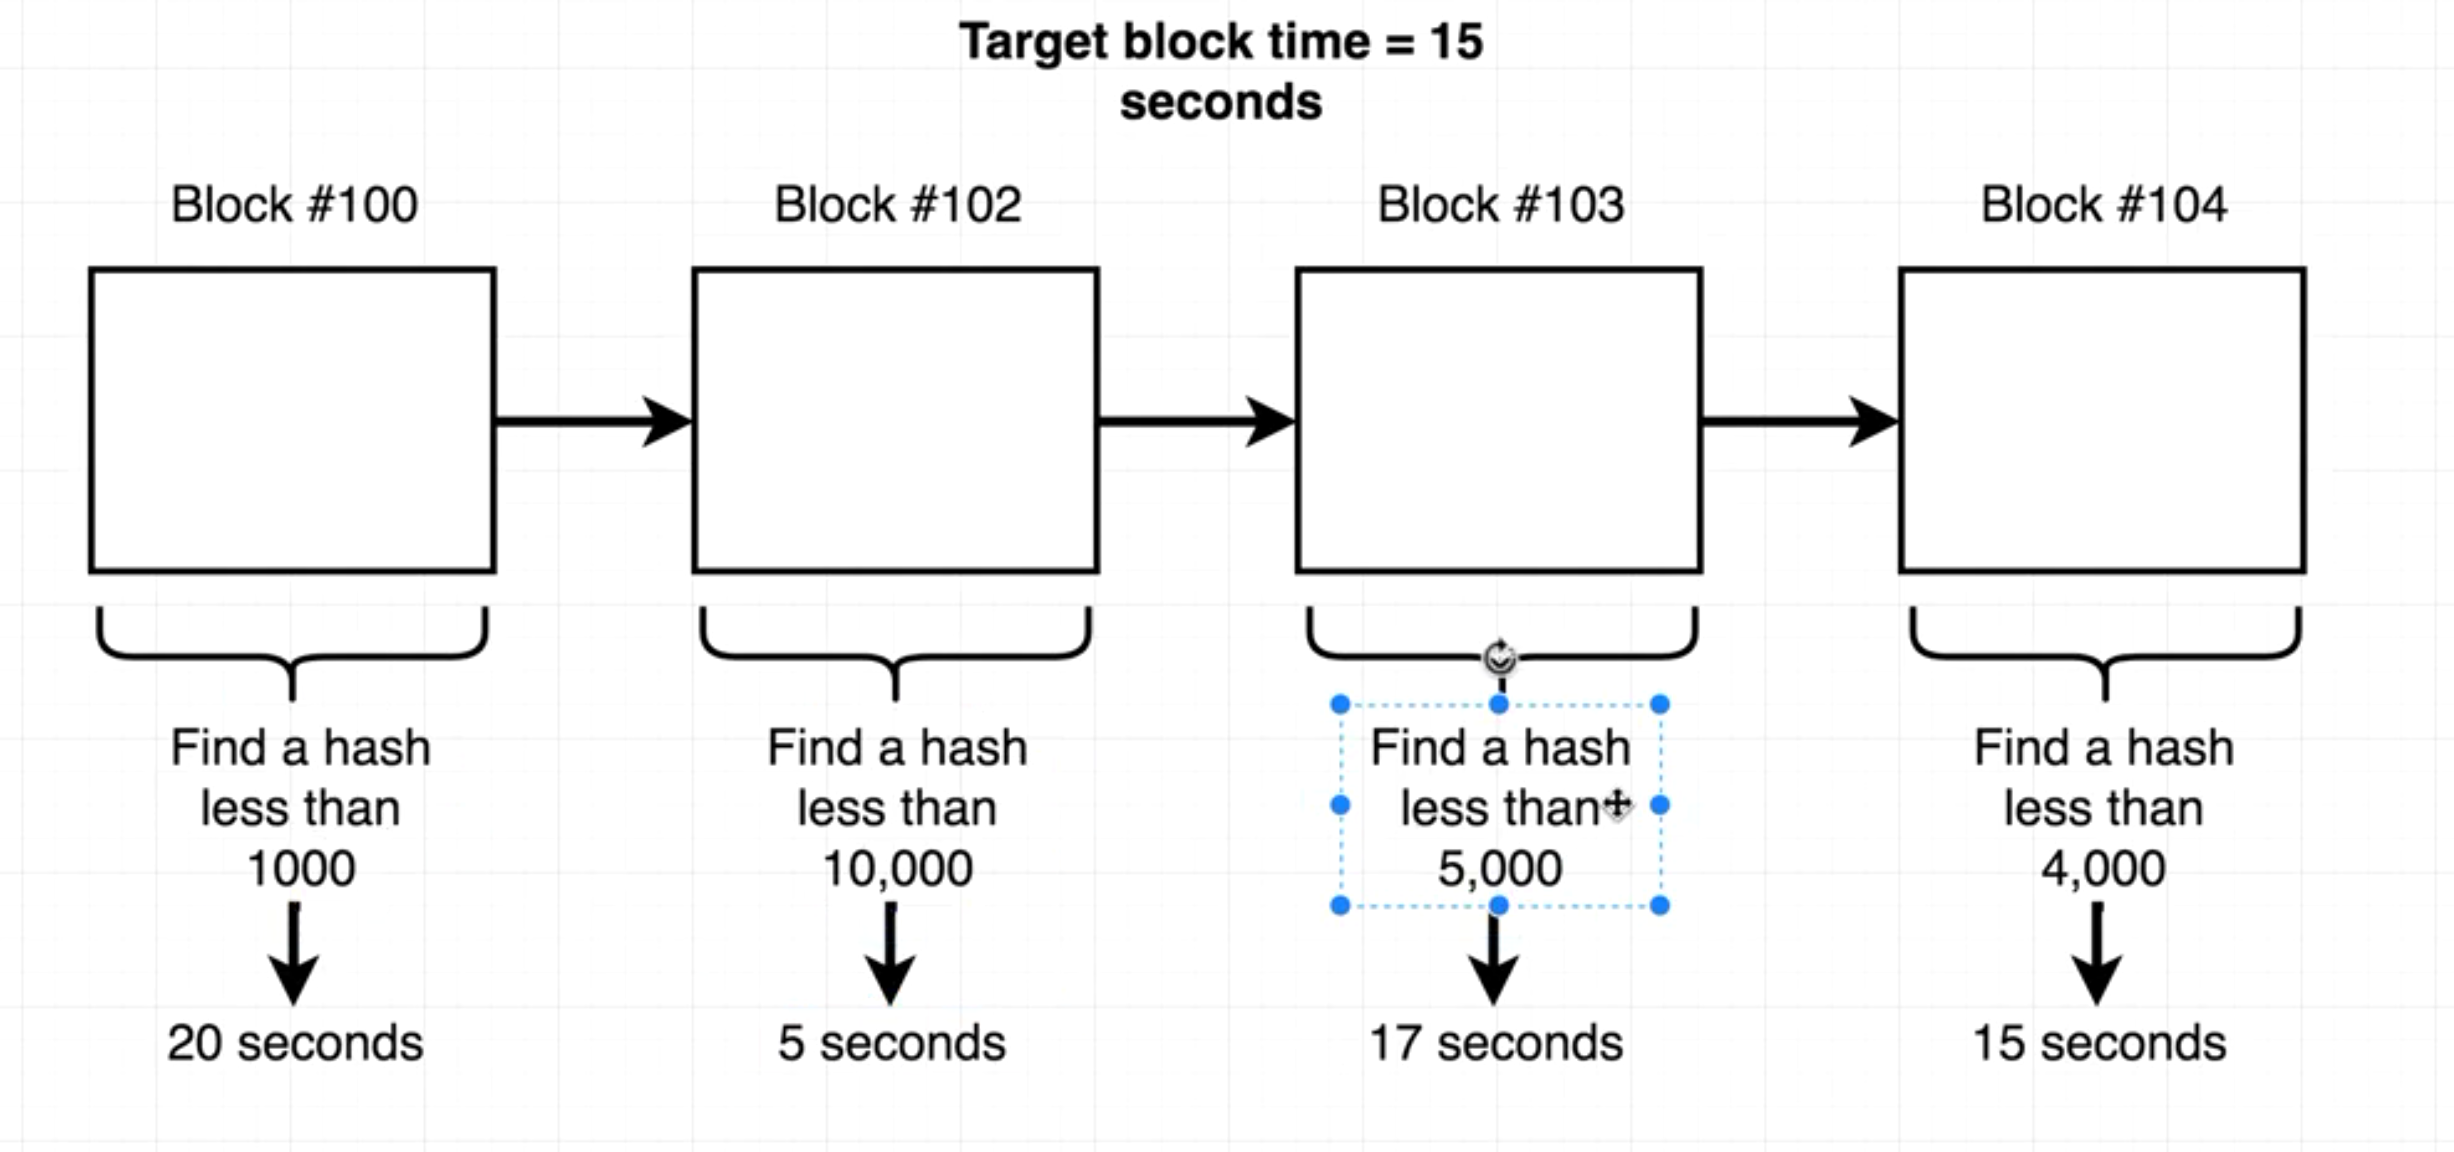 Target block time = 15
seconds
Block #100
Block #102
Block #103
Block #104
Find a hash
less than
1000
Find a hash
less than
10,000
Find a hash
less than
5,000
Find a hash
less than
4,000
20 seconds
5 seconds
17 seconds
15 seconds